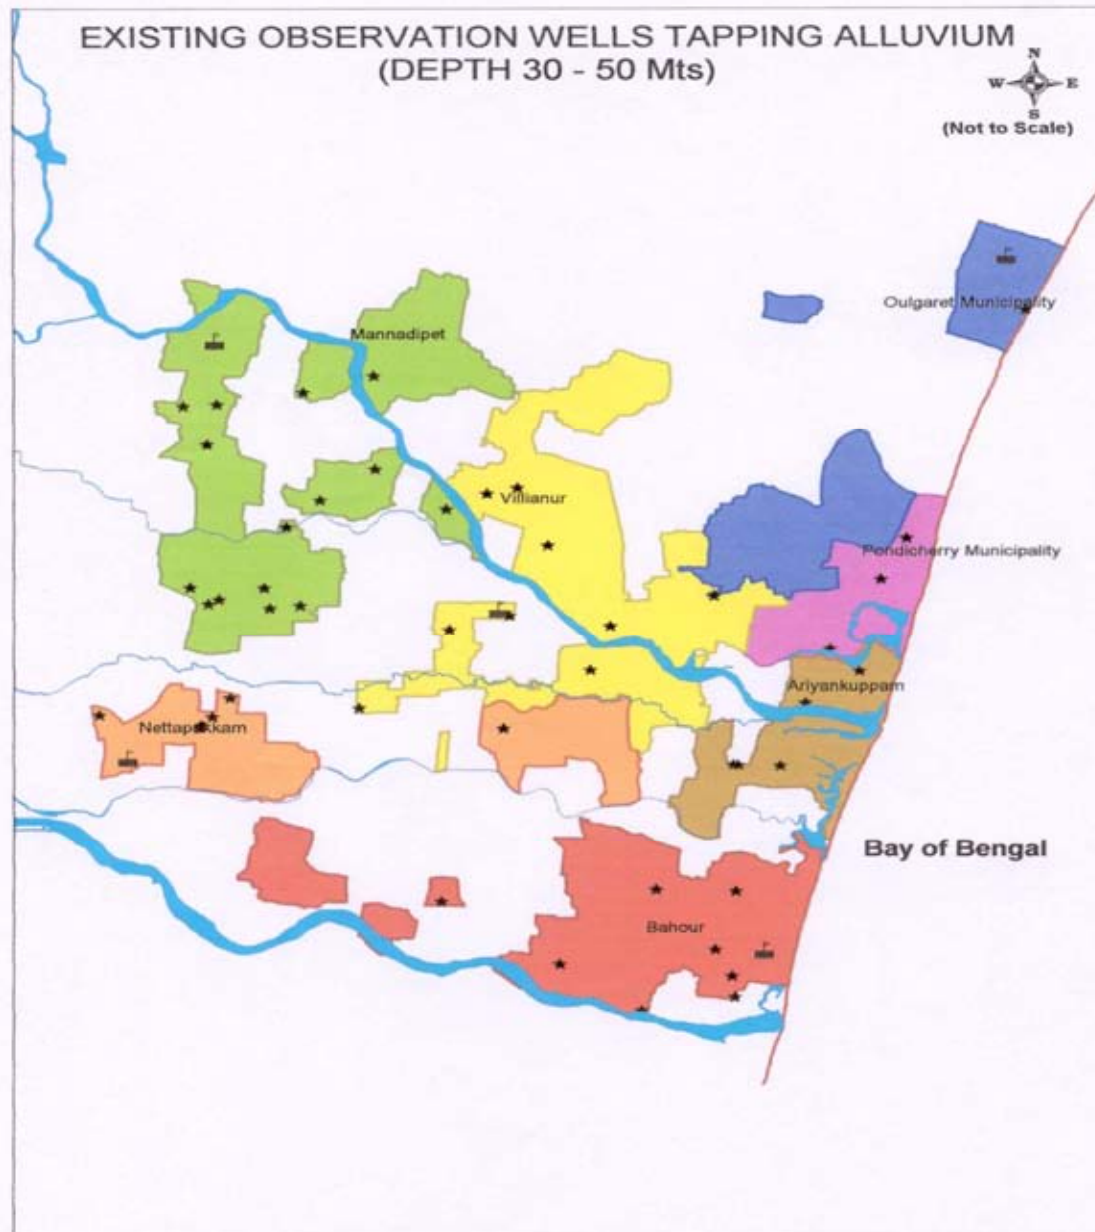 EXISTING OBSERVATION WELLS TAPPING ALLUVIUM
(DEPTH 30 - 50 Mts)
N
W E
S
(Not to Scale)
Oulgaret Municipality
Mannadipet
Villianur
Pondicherry Municipality
Ariyankuppam
Nettapakkam
Bay of Bengal
Bahour